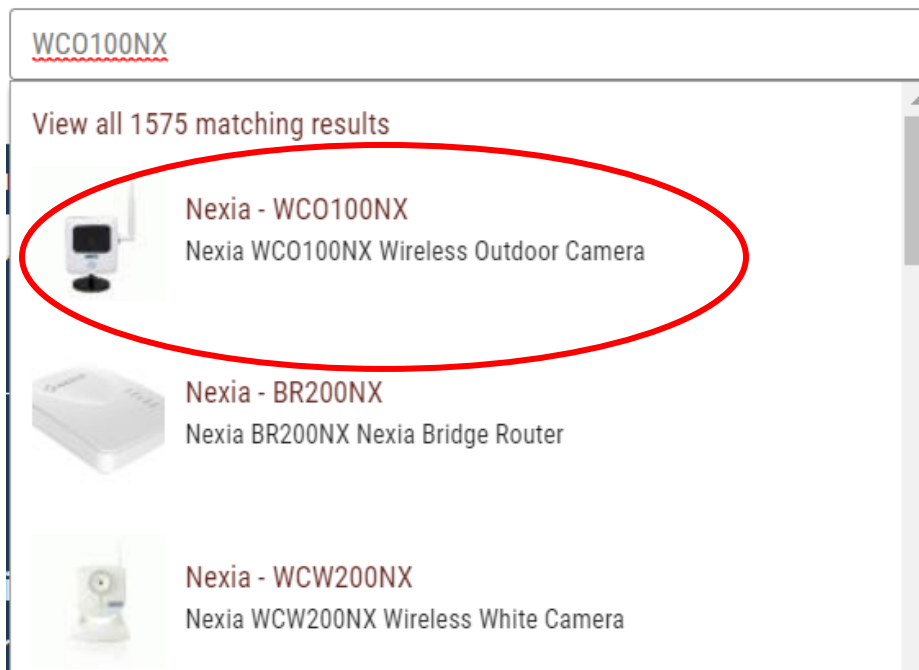 WCO100NX
View all 1575 matching results
Nexia - WCO100NX
Nexia WCO100NX Wireless Outdoor Camera
Nexia - BR200NX
Nexia BR200NX Nexia Bridge Router
Nexia - WCW200NX
Nexia WCW200NX Wireless White Camera